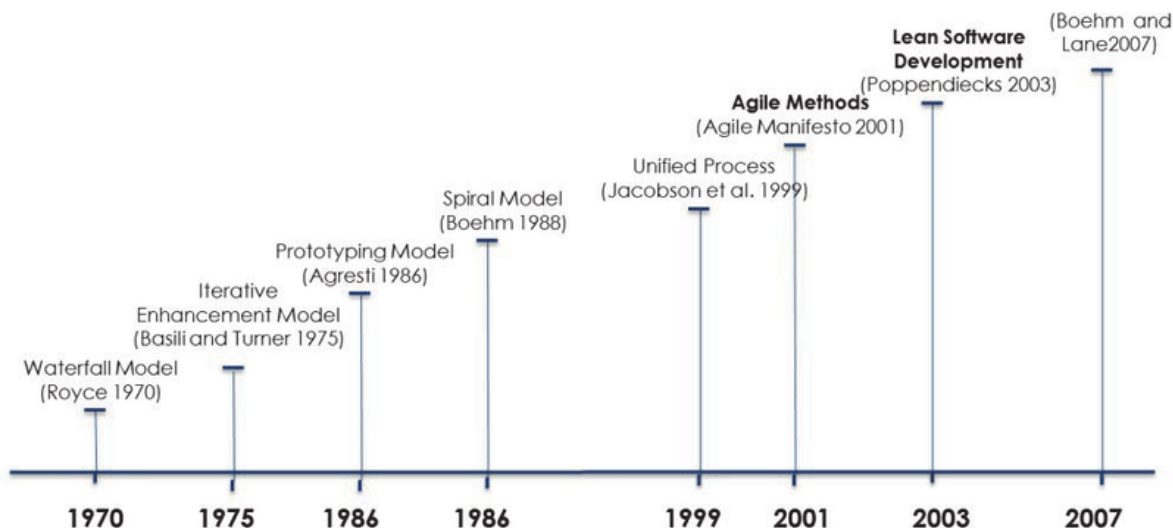 (Boehm and
Lane2007)
Lean Software
Development
(Poppendiecks 2003)
Agile Methods
(Agile Manifesto 2001)
Unified Process
(Jacobson et al. 1999)
Spiral Model
(Boehm 1988)
Prototyping Model
(Agresti 1986)
Iterative
Enhancement Model
(Basili and Turner 1975)
Waterfall Model
(Royce 1970)
1970 1975 1986 1986 1999 2001 2003 2007